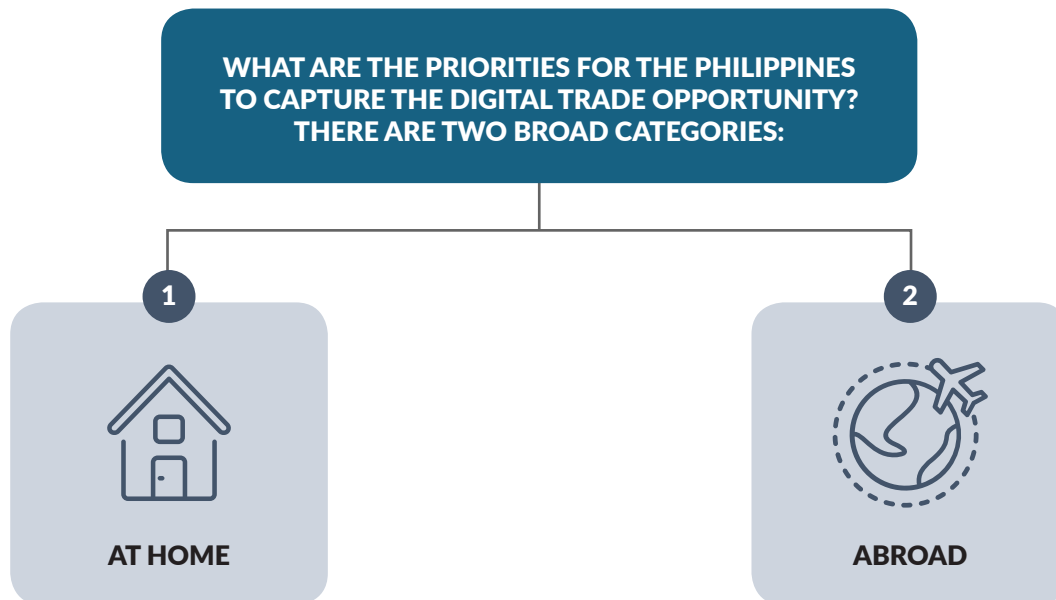 WHAT ARE THE PRIORITIES FOR THE PHILIPPINES
TO CAPTURE THE DIGITAL TRADE OPPORTUNITY?
THERE ARE TWO BROAD CATEGORIES:
1
2
AT HOME
ABROAD